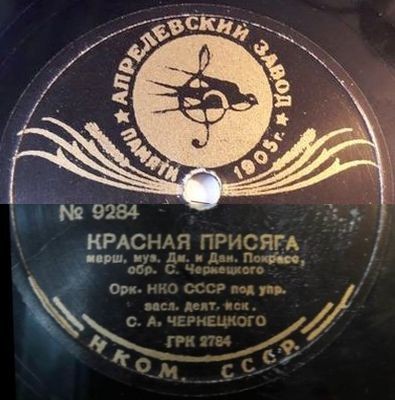 ★ АПРЕЛЕВСКИЙ ЗАВОД ★
ПАМЯТИ 1905 г.
№ 9284
КРАСНАЯ ПРИСЯГА
марш, муз. Дм. и Дан. Покрасс,
обр. С. Чернецкого
Орк. НКО СССР под упр.
засл. деят. иск.
С. А. ЧЕРНЕЦКОГО
ГРК 2784
НКОМ. СССР.